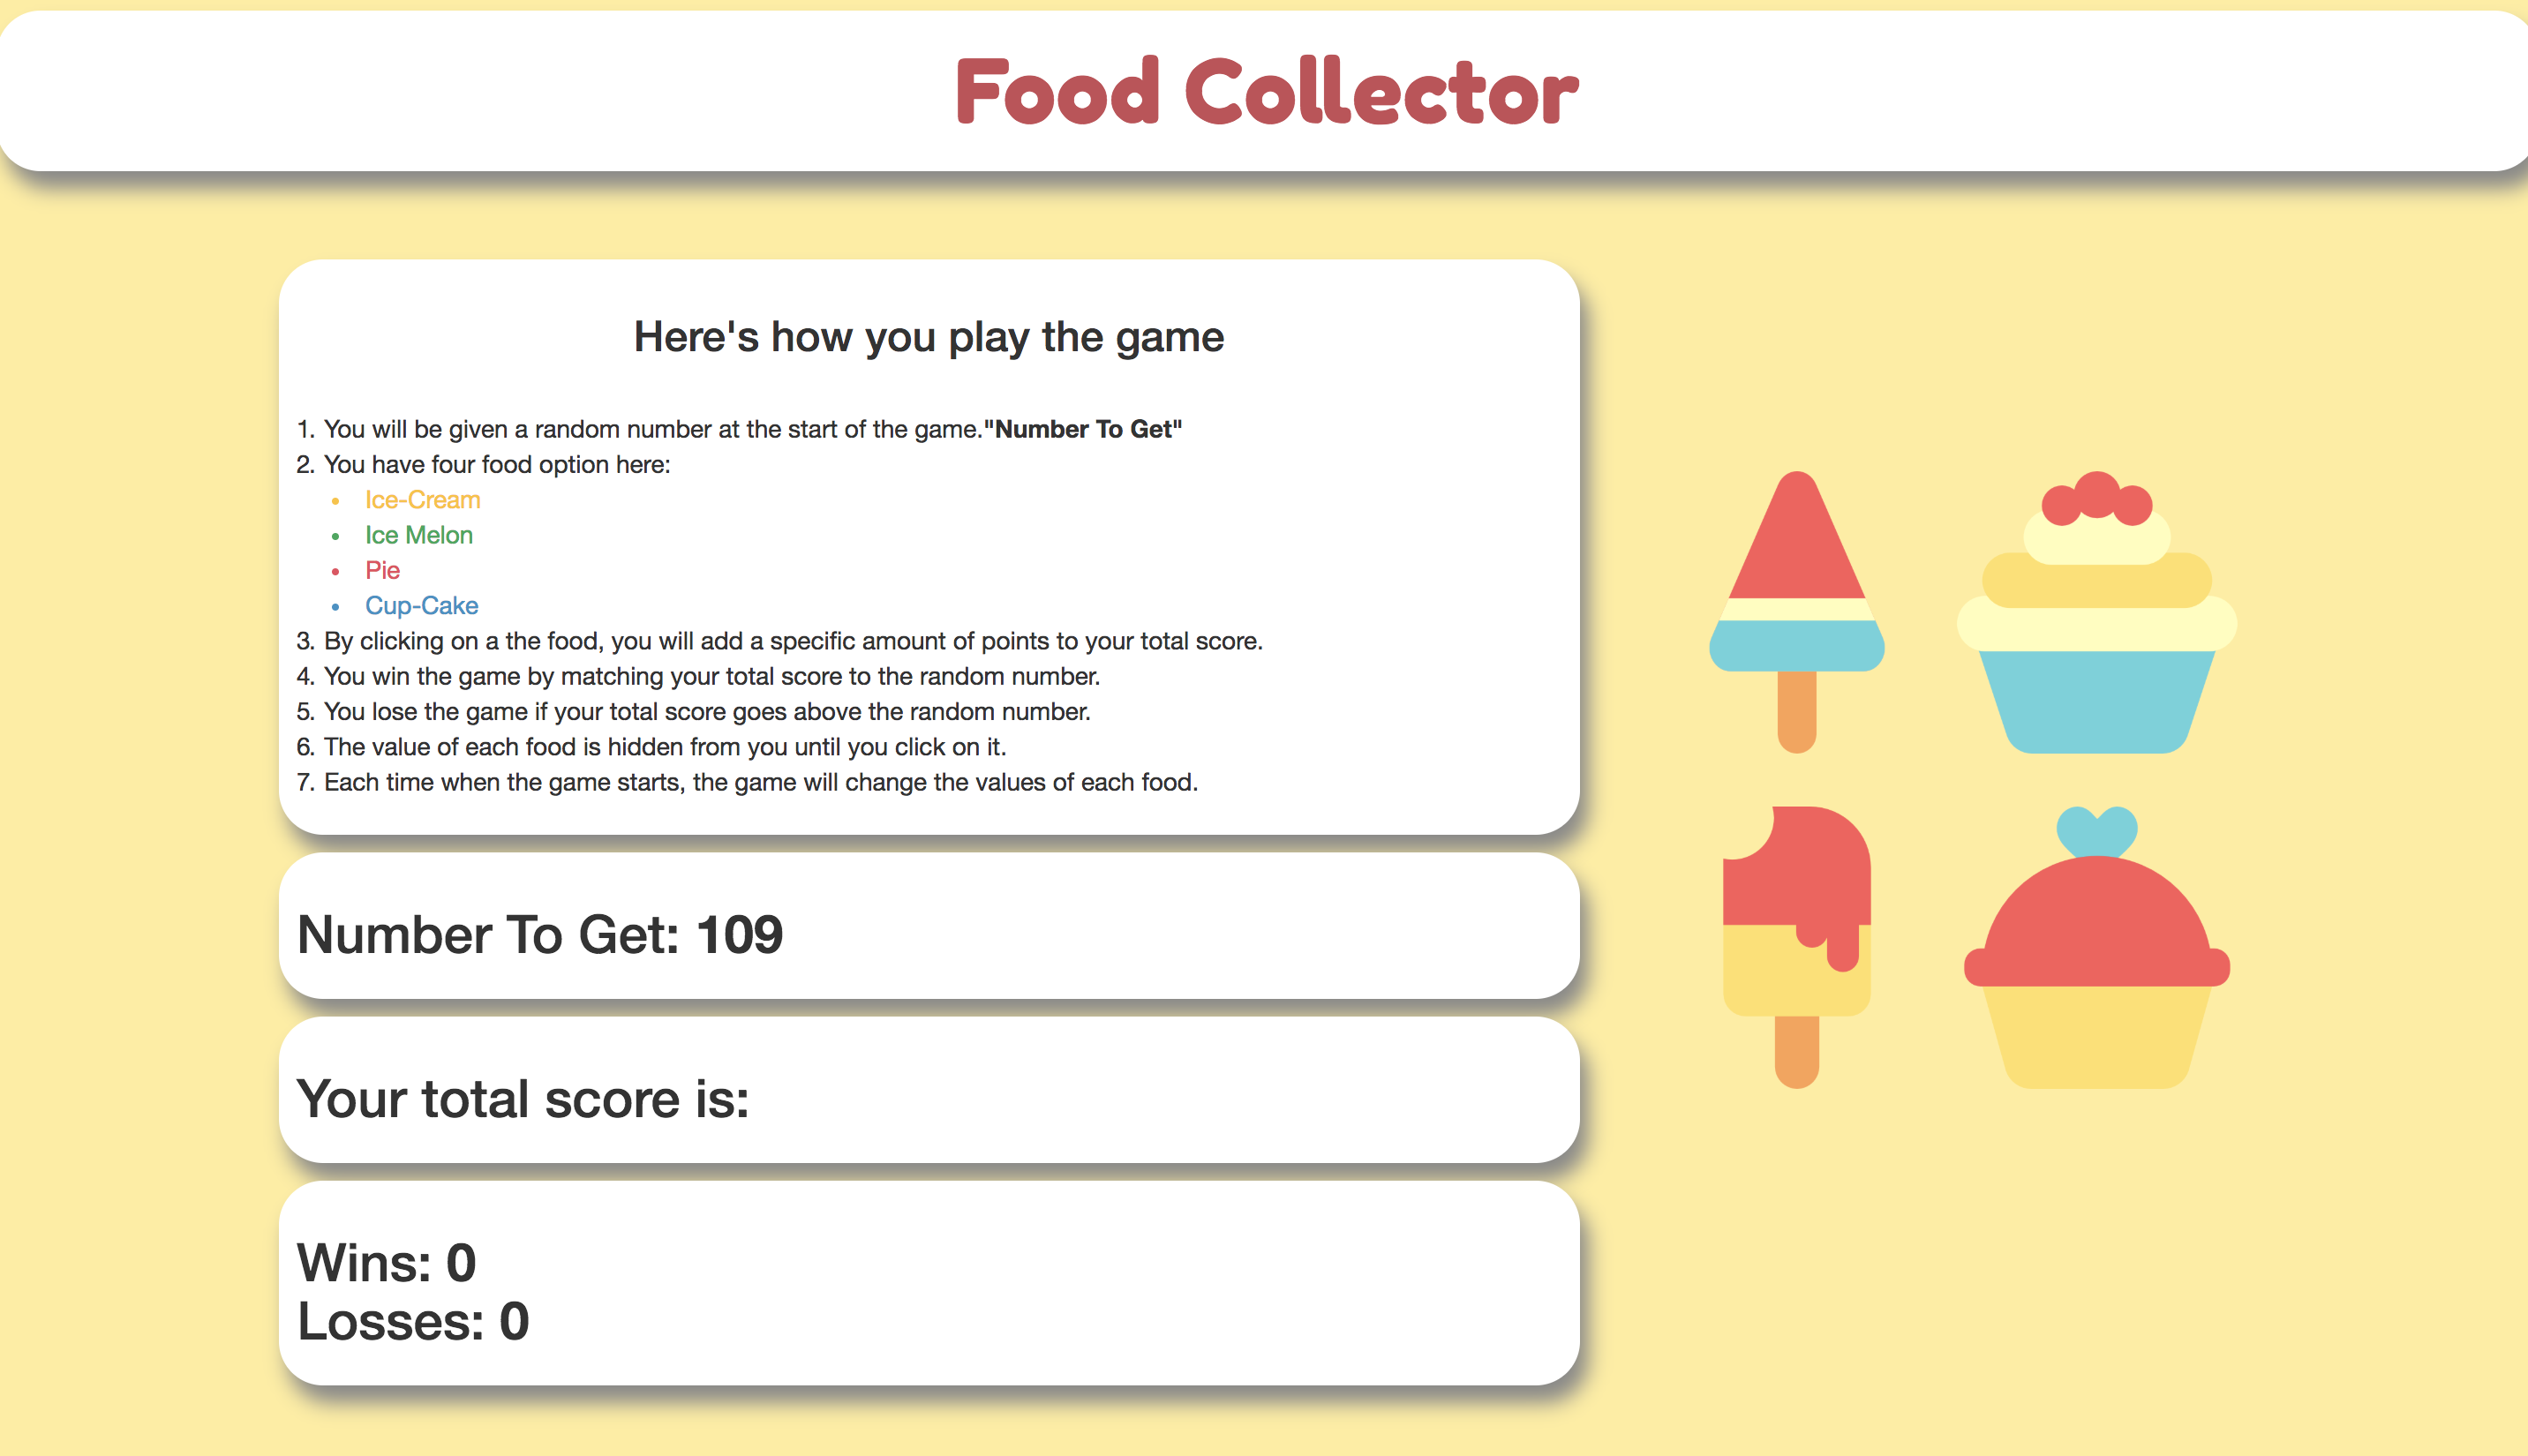 Food Collector
Here's how you play the game
1. You will be given a random number at the start of the game."Number To Get"
2. You have four food option here:
• Ice-Cream
• Ice Melon
• Pie
• Cup-Cake
3. By clicking on a the food, you will add a specific amount of points to your total score.
4. You win the game by matching your total score to the random number.
5. You lose the game if your total score goes above the random number.
6. The value of each food is hidden from you until you click on it.
7. Each time when the game starts, the game will change the values of each food.
Number To Get: 109
Your total score is:
Wins: 0
Losses: 0